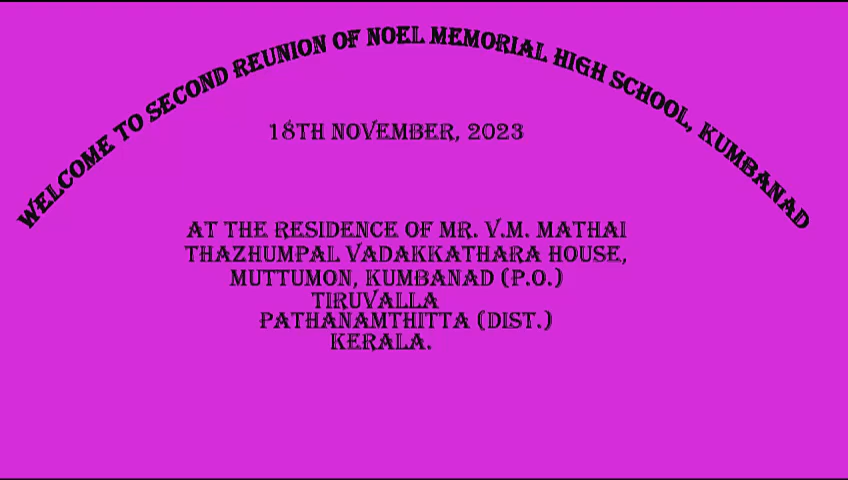 WELCOME TO SECOND REUNION OF NOEL MEMORIAL HIGH SCHOOL, KUMBANAD
18TH NOVEMBER, 2023
AT THE RESIDENCE OF MR. V.M. MATHAI
THAZHUMPAL VADAKKATHARA HOUSE,
MUTTUMON, KUMBANAD (P.O.)
TIRUVALLA
PATHANAMTHITTA (DIST.)
KERALA.